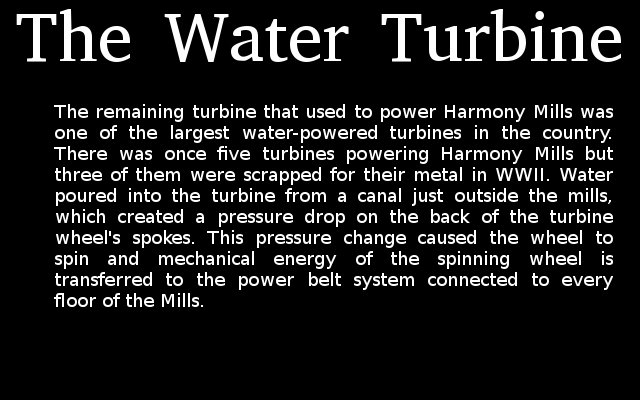 The Water Turbine
The remaining turbine that used to power Harmony Mills was
one of the largest water-powered turbines in the country.
There was once five turbines powering Harmony Mills but
three of them were scrapped for their metal in WWII. Water
poured into the turbine from a canal just outside the mills,
which created a pressure drop on the back of the turbine
wheel's spokes. This pressure change caused the wheel to
spin and mechanical energy of the spinning wheel is
transferred to the power belt system connected to every
floor of the Mills.